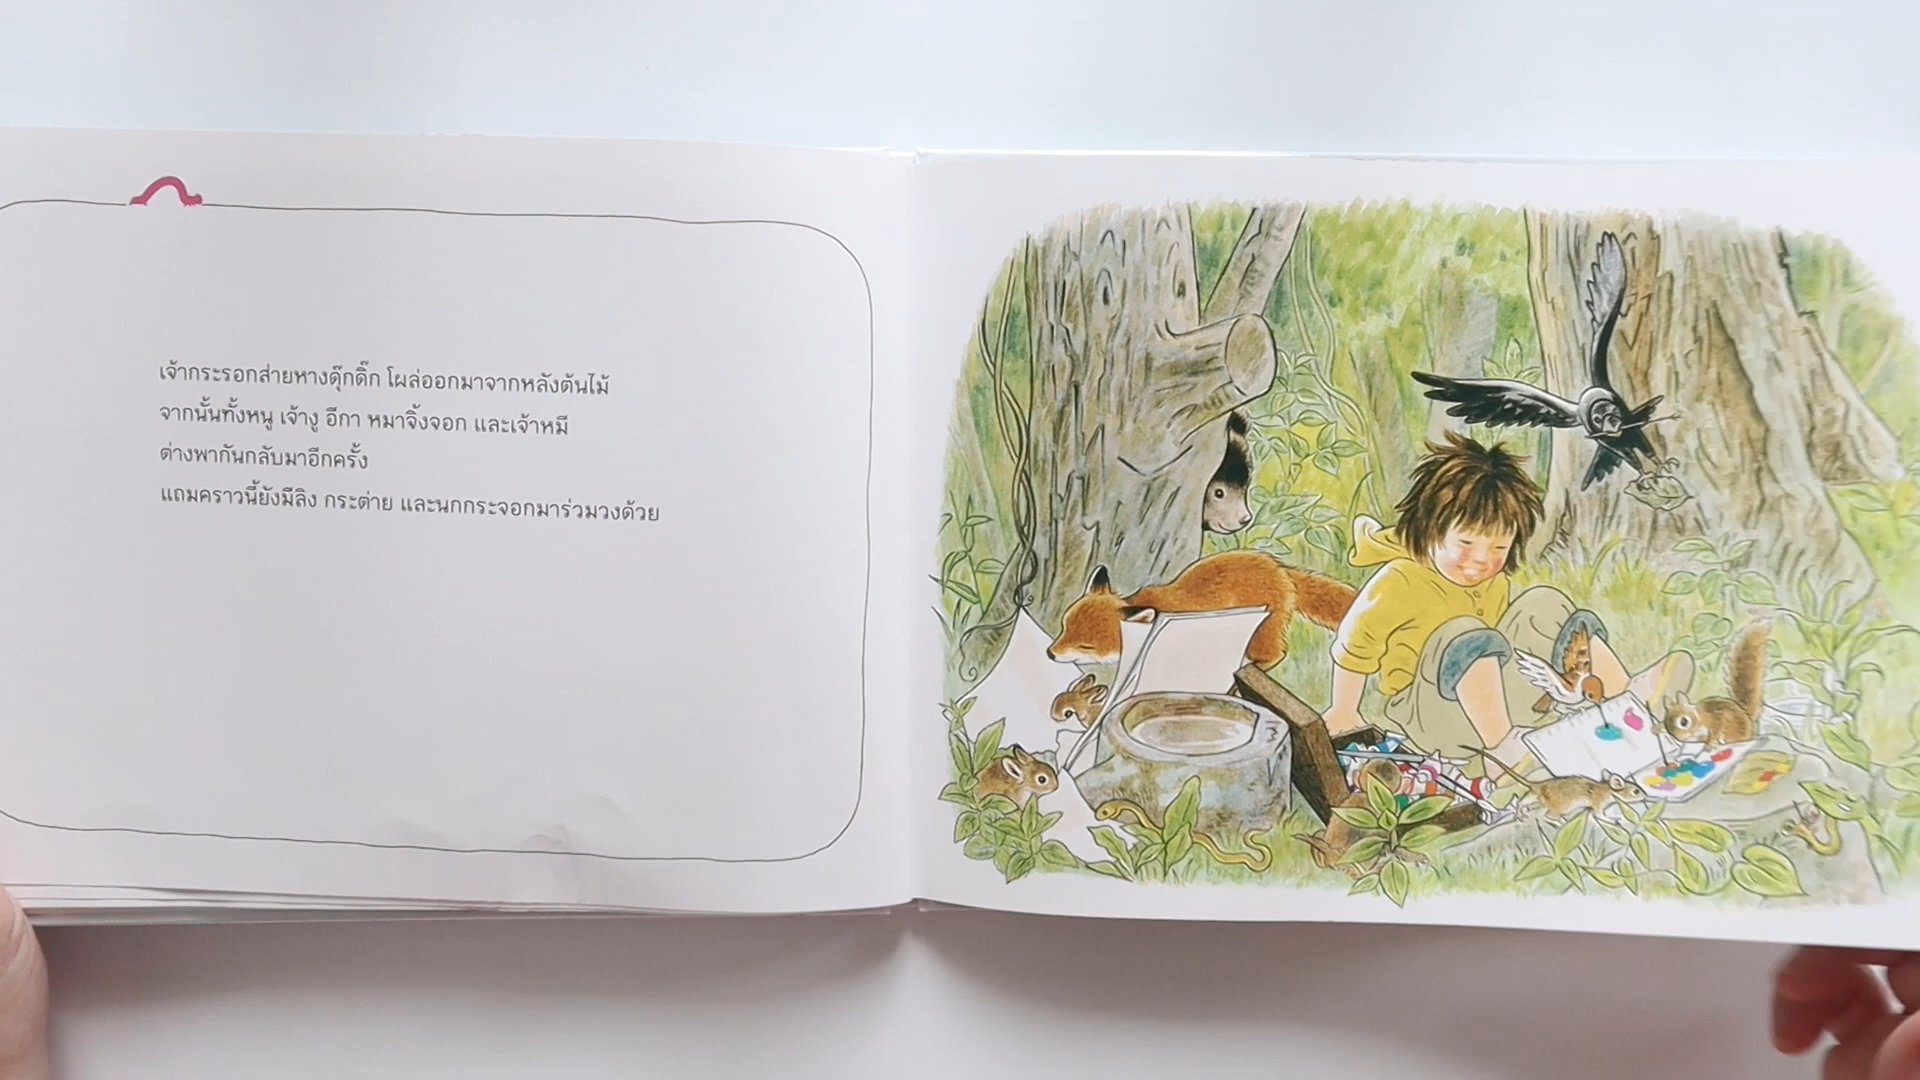 เจ้ากระรอกส่ายหางดุ๊กดิ๊ก โผล่ออกมาจากหลังต้นไม้
จากนั้นทั้งหนู เจ้างู อีกา หมาจิ้งจอก และเจ้าหมี
ต่างพากันกลับมาอีกครั้ง
แถมคราวนี้ยังมีลิง กระต่าย และนกกระจอกมาร่วมวงด้วย